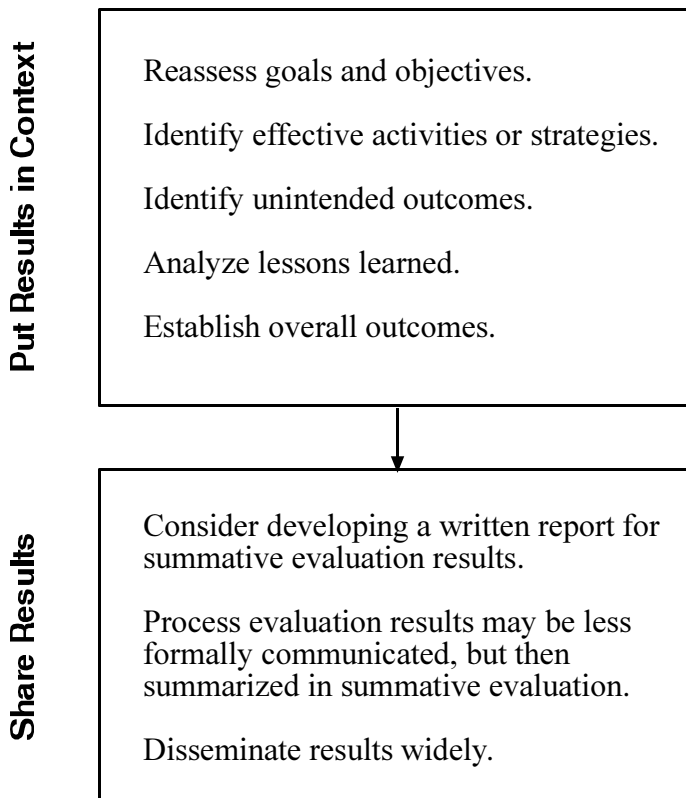 Put Results in Context
Reassess goals and objectives.
Identify effective activities or strategies.
Identify unintended outcomes.
Analyze lessons learned.
Establish overall outcomes.
Share Results
Consider developing a written report for
summative evaluation results.
Process evaluation results may be less
formally communicated, but then
summarized in summative evaluation.
Disseminate results widely.